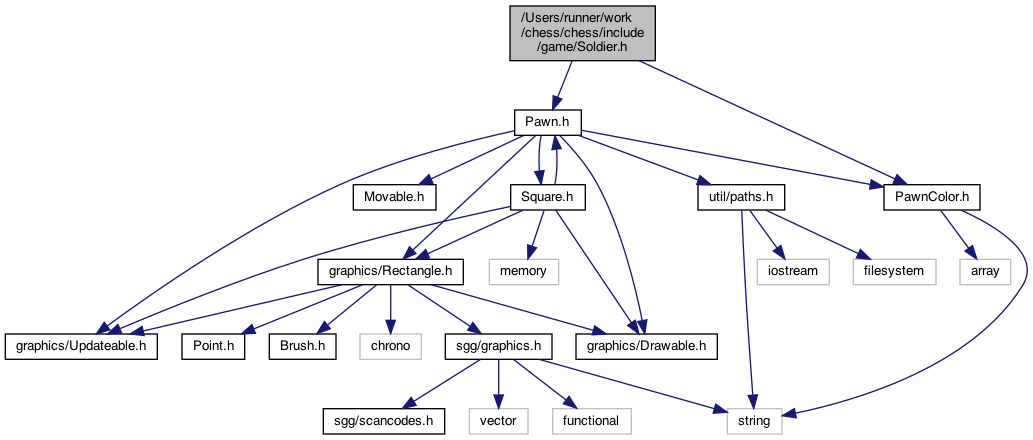 /Users/runner/work
/chess/chess/include
/game/Soldier.h
Pawn.h
Movable.h
Square.h
util/paths.h
PawnColor.h
graphics/Rectangle.h
memory
iostream
filesystem
array
graphics/Updateable.h
Point.h
Brush.h
chrono
sgg/graphics.h
graphics/Drawable.h
sgg/scancodes.h
vector
functional
string